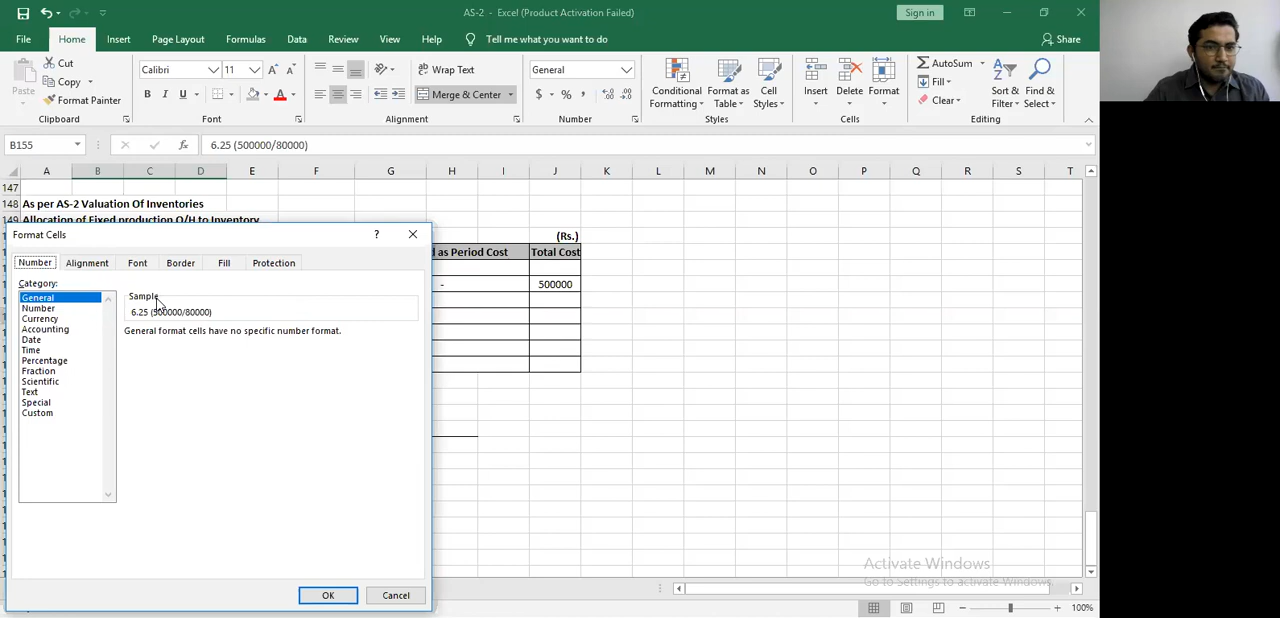 AS-2 - Excel (Product Activation Failed)
Sign in
File Home Insert Page Layout Formulas Data Review View Help Tell me what you want to do Share
Paste
Cut
Copy
Format Painter
Clipboard
Calibri 11
B I U
Font
Wrap Text
Merge & Center
Alignment
General
$ % ,
Number
Conditional Formatting
Format as Table
Cell Styles
Styles
Insert Delete Format
Cells
AutoSum
Fill
Clear
Sort & Filter
Find & Select
Editing
B155 fx 6.25 (500000/80000)
A B C D E F G H I J K L M N O P Q R S T
147
148 As per AS-2 Valuation Of Inventories
149 Allocation of Fixed production O/H to Inventory
(Rs.)
d as Period Cost Total Cost
- 500000
Format Cells ?
Number Alignment Font Border Fill Protection
Category:
General
Number
Currency
Accounting
Date
Time
Percentage
Fraction
Scientific
Text
Special
Custom
Sample
6.25 (500000/80000)
General format cells have no specific number format.
OK Cancel
Activate Windows
Go to Settings to activate Windows.
100%